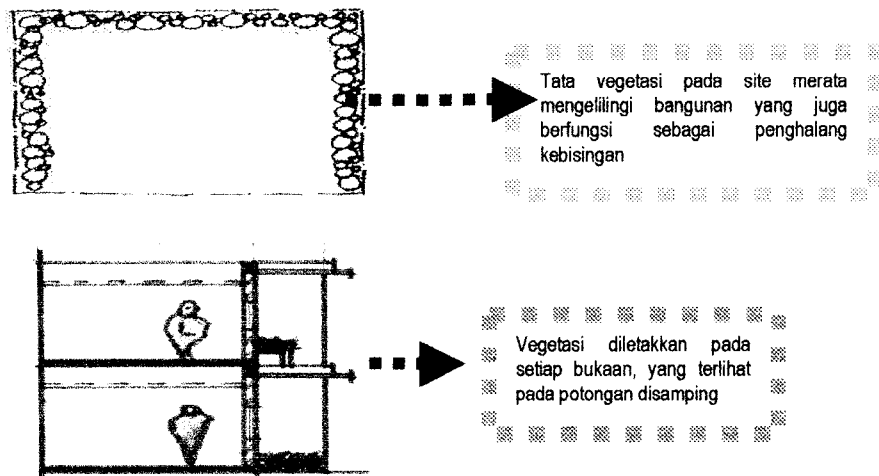 Tata vegetasi pada site merata
mengelilingi bangunan yang juga
berfungsi sebagai penghalang
kebisingan
Vegetasi diletakkan pada
setiap bukaan, yang terlihat
pada potongan disamping